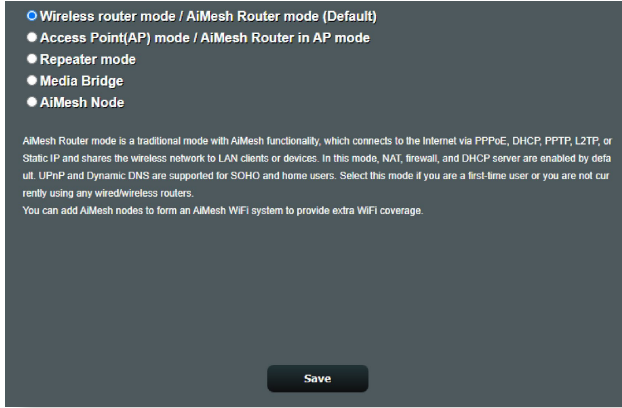 Wireless router mode / AiMesh Router mode (Default)
Access Point(AP) mode / AiMesh Router in AP mode
Repeater mode
Media Bridge
AiMesh Node
AiMesh Router mode is a traditional mode with AiMesh functionality, which connects to the Internet via PPPoE, DHCP, PPTP, L2TP, or
Static IP and shares the wireless network to LAN clients or devices. In this mode, NAT, firewall, and DHCP server are enabled by defa
ult. UPnP and Dynamic DNS are supported for SOHO and home users. Select this mode if you are a first-time user or you are not cur
rently using any wired/wireless routers.
You can add AiMesh nodes to form an AiMesh WiFi system to provide extra WiFi coverage.
Save